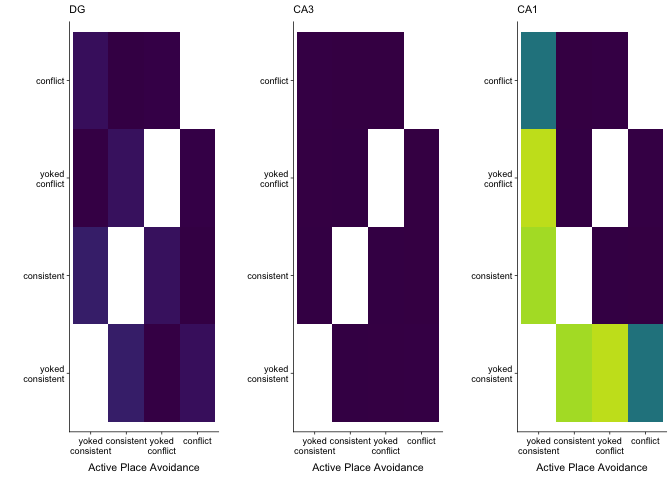 DG
CA3
CA1
conflict
yoked
conflict
consistent
yoked
consistent
yoked consistent yoked conflict
consistent conflict
Active Place Avoidance
conflict
yoked
conflict
consistent
yoked
consistent
yoked consistent yoked conflict
consistent conflict
Active Place Avoidance
conflict
yoked
conflict
consistent
yoked
consistent
yoked consistent yoked conflict
consistent conflict
Active Place Avoidance